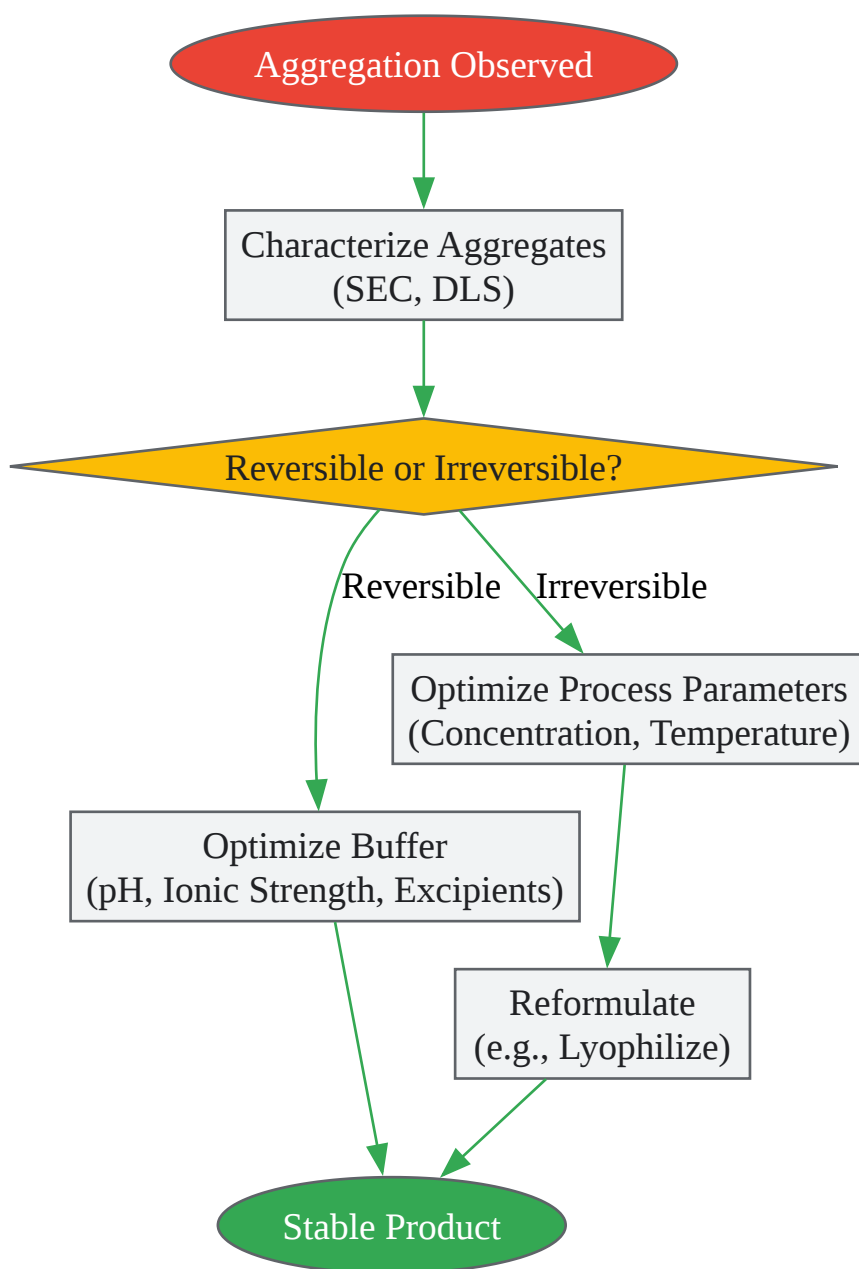 Aggregation Observed
Characterize Aggregates
(SEC, DLS)
Reversible or Irreversible?
Reversible
Irreversible
Optimize Process Parameters
(Concentration, Temperature)
Optimize Buffer
(pH, Ionic Strength, Excipients)
Reformulate
(e.g., Lyophilize)
Stable Product